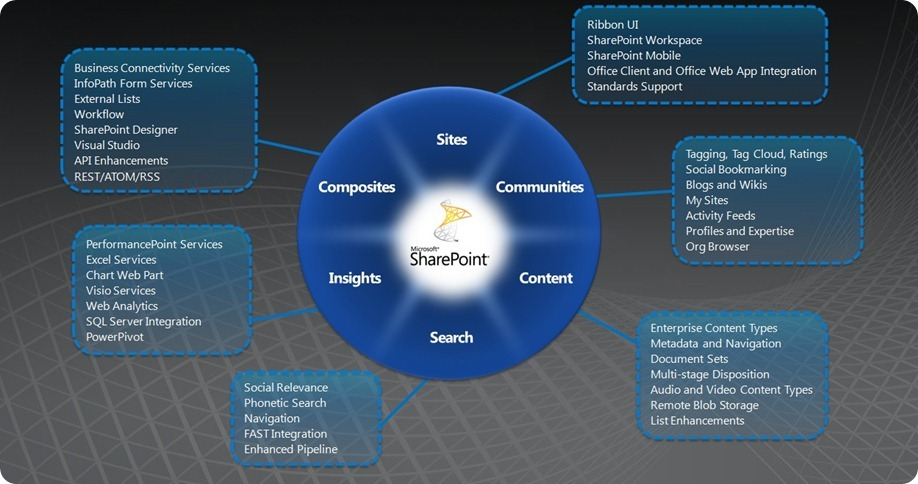 Ribbon UI
SharePoint Workspace
SharePoint Mobile
Office Client and Office Web App Integration
Standards Support
Business Connectivity Services
InfoPath Form Services
External Lists
Workflow
SharePoint Designer
Visual Studio
API Enhancements
REST/ATOM/RSS
Sites
Composites
Communities
Insights
Content
Search
Microsoft®
SharePoint®
Tagging, Tag Cloud, Ratings
Social Bookmarking
Blogs and Wikis
My Sites
Activity Feeds
Profiles and Expertise
Org Browser
PerformancePoint Services
Excel Services
Chart Web Part
Visio Services
Web Analytics
SQL Server Integration
PowerPivot
Enterprise Content Types
Metadata and Navigation
Document Sets
Multi-stage Disposition
Audio and Video Content Types
Remote Blob Storage
List Enhancements
Social Relevance
Phonetic Search
Navigation
FAST Integration
Enhanced Pipeline